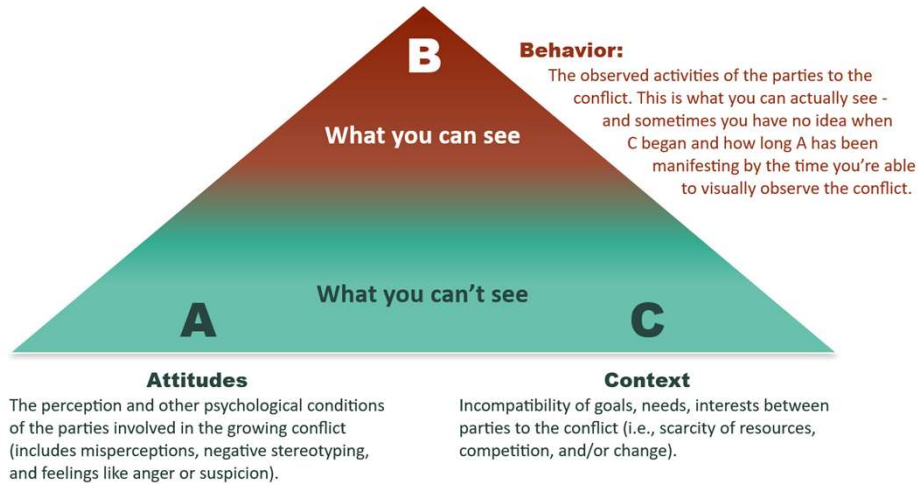 B
Behavior:
The observed activities of the parties to the
conflict. This is what you can actually see -
and sometimes you have no idea when
C began and how long A has been
manifesting by the time you're able
to visually observe the conflict.
What you can see
What you can't see
A
C
Attitudes
The perception and other psychological conditions
of the parties involved in the growing conflict
(includes misperceptions, negative stereotyping,
and feelings like anger or suspicion).
Context
Incompatibility of goals, needs, interests between
parties to the conflict (i.e., scarcity of resources,
competition, and/or change).